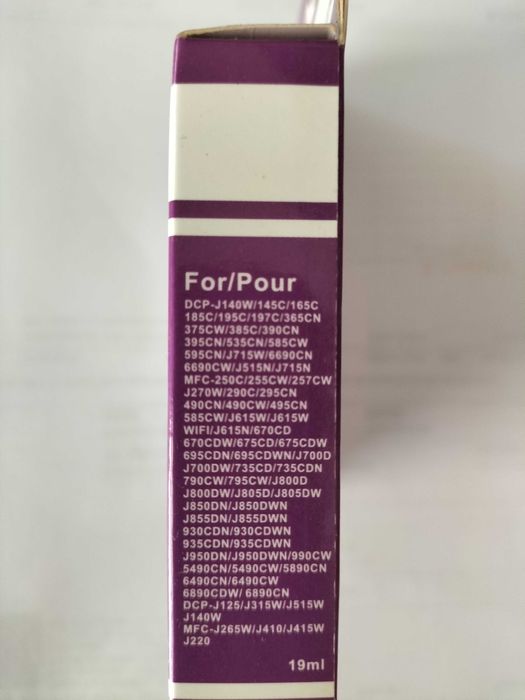 For/Pour
DCP-J140W/145C/165C
185C/195C/197C/365CN
375CW/385C/390CN
395CN/535CN/585CW
595CN/J715W/6690CN
6690CW/J515N/J715N
MFC-250C/255CW/257CW
J270W/290C/295CN
490CN/490CW/495CN
585CW/J615W/J615W
WIFI/J615N/670CD
670CDW/675CD/675CDW
695CDN/695CDWN/J700D
J700DW/735CD/735CDN
790CW/795CW/J800D
J800DW/J805D/J805DW
J850DN/J850DWN
J855DN/J855DWN
930CDN/930CDWN
935CDN/935CDWN
J950DN/J950DWN/990CW
5490CN/5490CW/5890CN
6490CN/6490CW
6890CDW/ 6890CN
DCP-J125/J315W/J515W
J140W
MFC-J265W/J410/J415W
J220
19ml